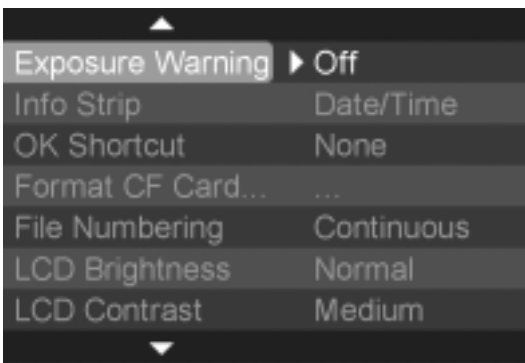 Exposure Warning Off
Info Strip Date/Time
OK Shortcut None
Format CF Card... ...
File Numbering Continuous
LCD Brightness Normal
LCD Contrast Medium